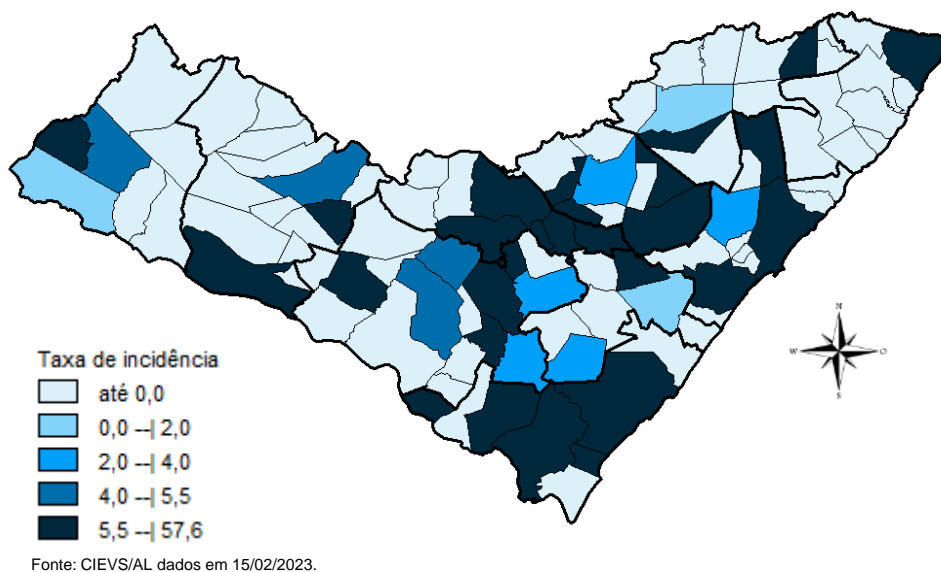 N
W
O
S
Taxa de incidência
até 0,0
0,0 --| 2,0
2,0 --| 4,0
4,0 --| 5,5
5,5 --| 57,6
Fonte: CIEVS/AL dados em 15/02/2023.